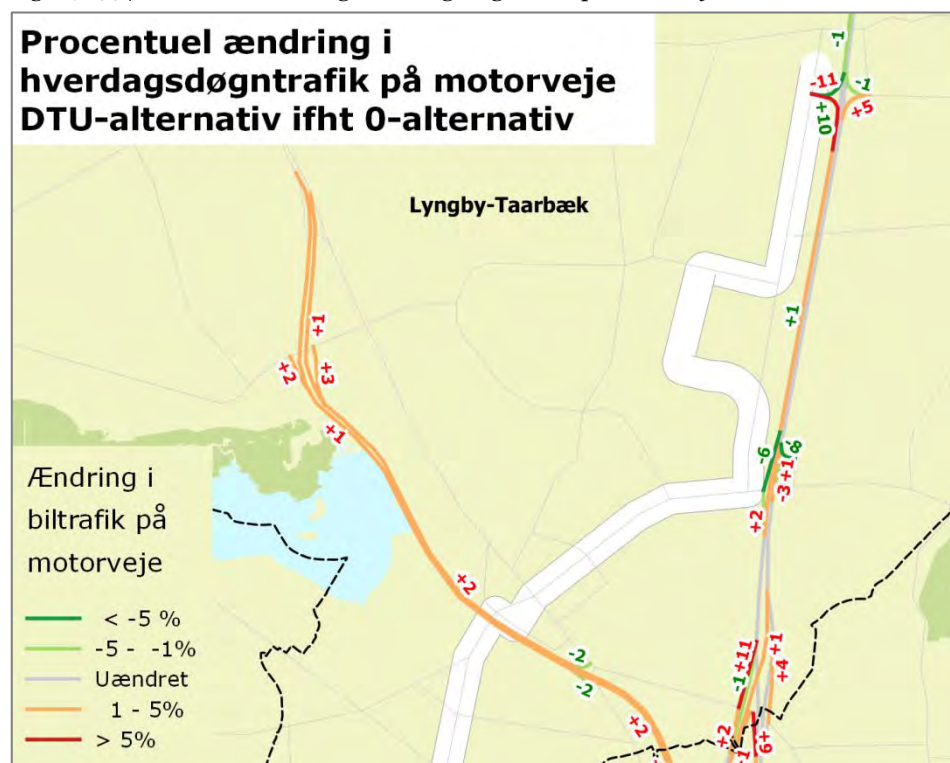 Procentuel ændring i
hverdagsdøgntrafik på motorveje
DTU-alternativ ifht 0-alternativ
-1
-11
-1
+10
+5
Lyngby-Taarbæk
+1
+1
+2
+3
+1
-6
-8
-3
+1
+2
Ændring i
biltrafik på
motorveje
< -5 %
-5 - -1%
Uændret
1 - 5%
> 5%
+2
-2
-2
+2
+11
-1
+1
+4
+2
+9